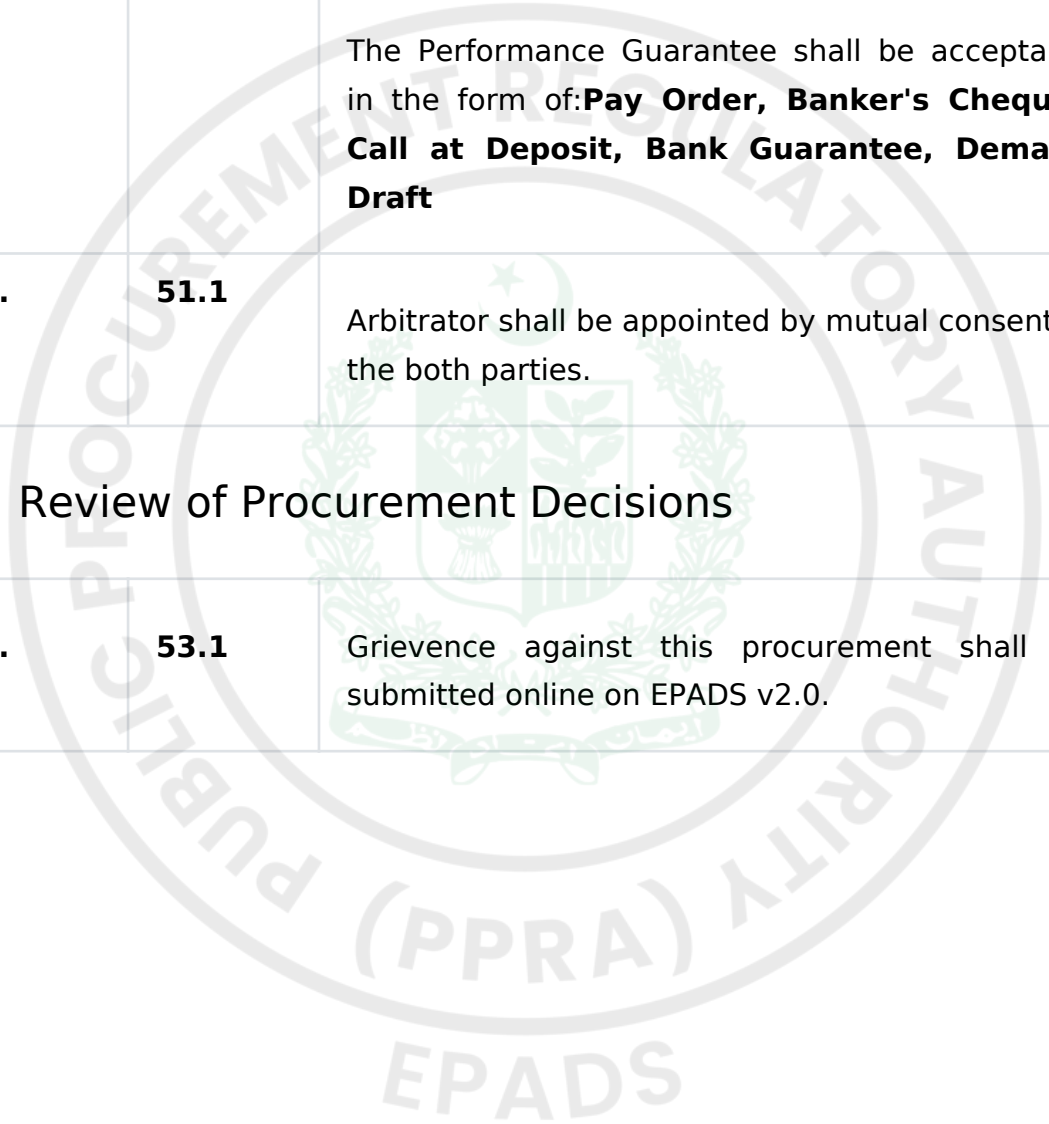 The Performance Guarantee shall be accepta
in the form of:Pay Order, Banker's Chequ
Call at Deposit, Bank Guarantee, Dema
Draft
. 51.1
Arbitrator shall be appointed by mutual consent
the both parties.
Review of Procurement Decisions
. 53.1 Grievence against this procurement shall
submitted online on EPADS v2.0.
PUBLIC PROCUREMENT REGULATORY AUTHORITY
(PPRA)
EPADS